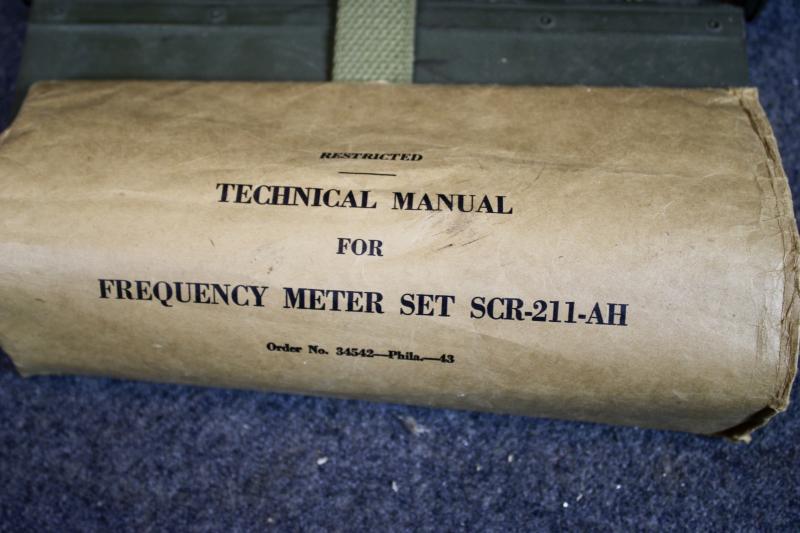 RESTRICTED
TECHNICAL MANUAL
FOR
FREQUENCY METER SET SCR-211-AH
Order No. 34542—Phila.—43